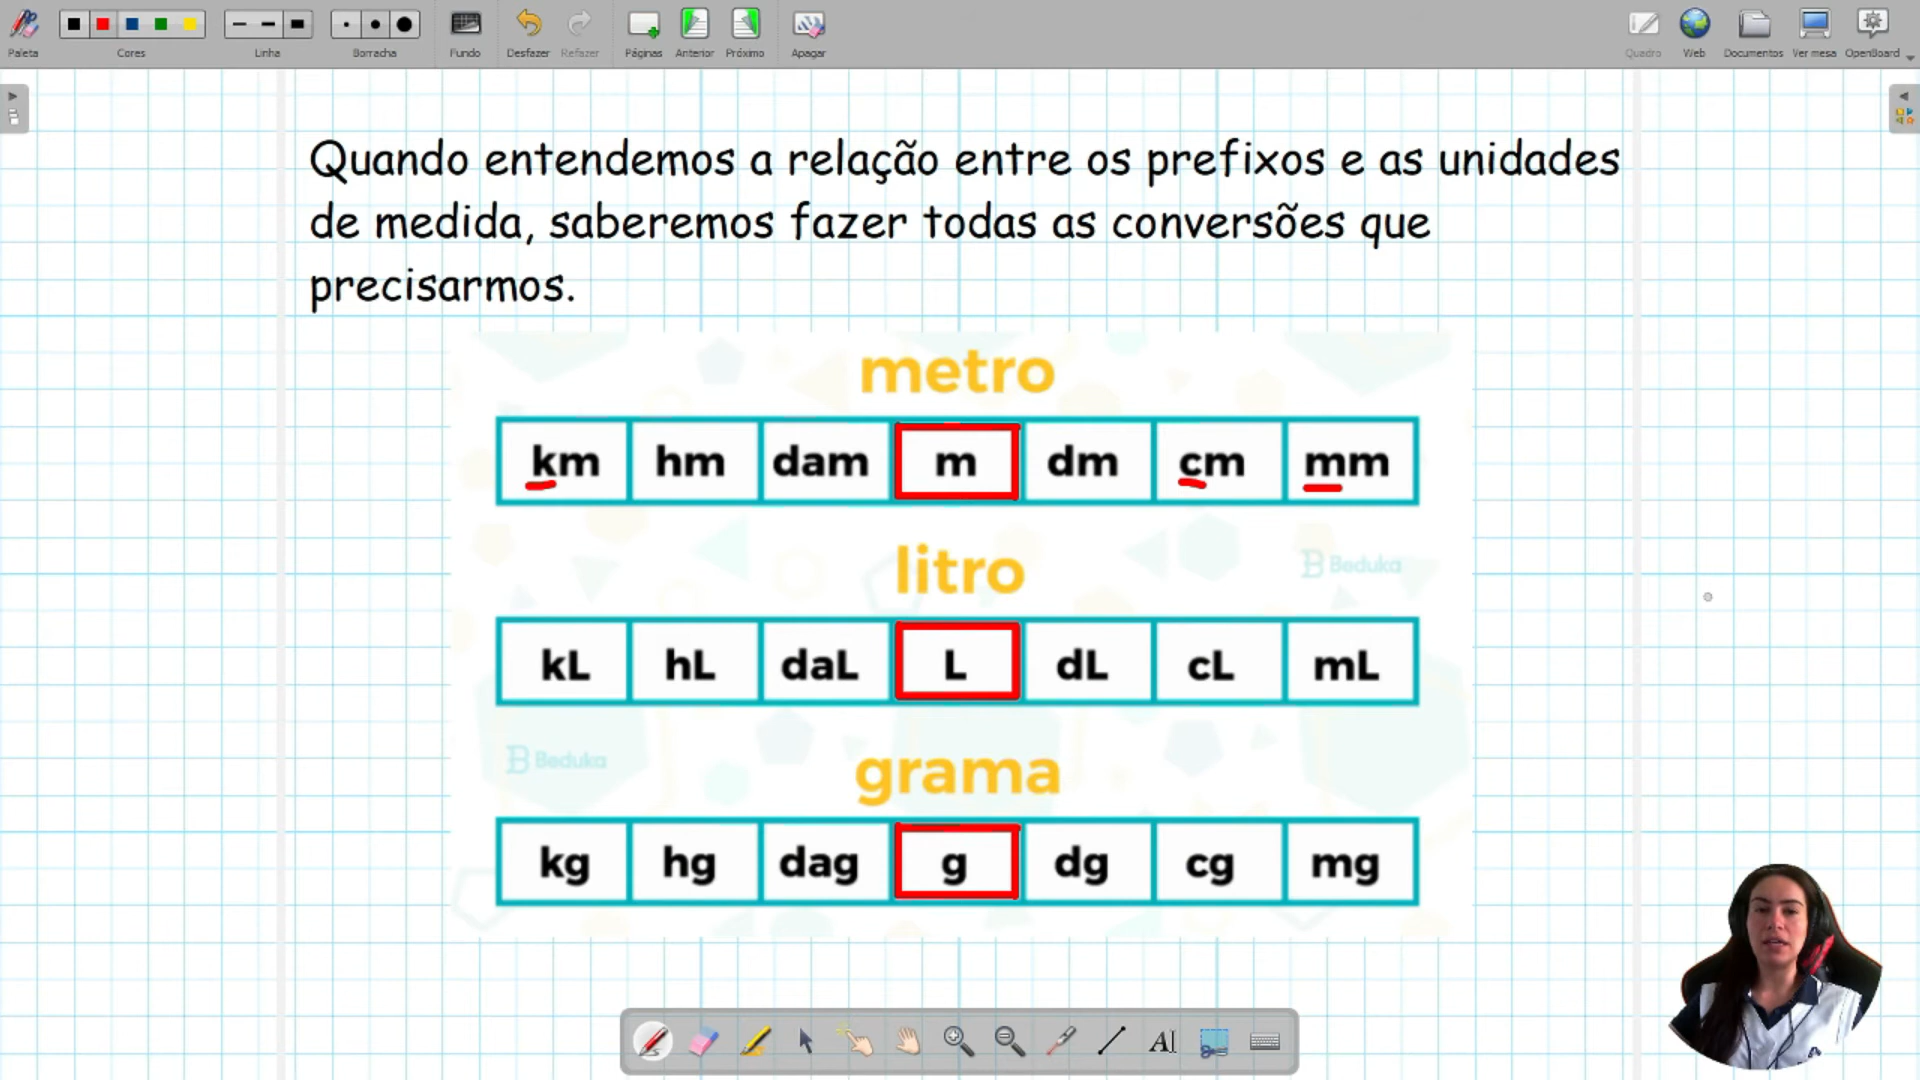 Paleta
Cores
Linha
Borracha
Fundo
Desfazer
Refazer
Páginas
Anterior
Próximo
Apagar
Quadro
Web
Documentos
Ver mesa
OpenBoard
Quando entendemos a relação entre os prefixos e as unidades
de medida, saberemos fazer todas as conversões que
precisarmos.
metro
km hm dam m dm cm mm
litro
Beduka
kL hL daL L dL cL mL
Beduka
grama
kg hg dag g dg cg mg
AI